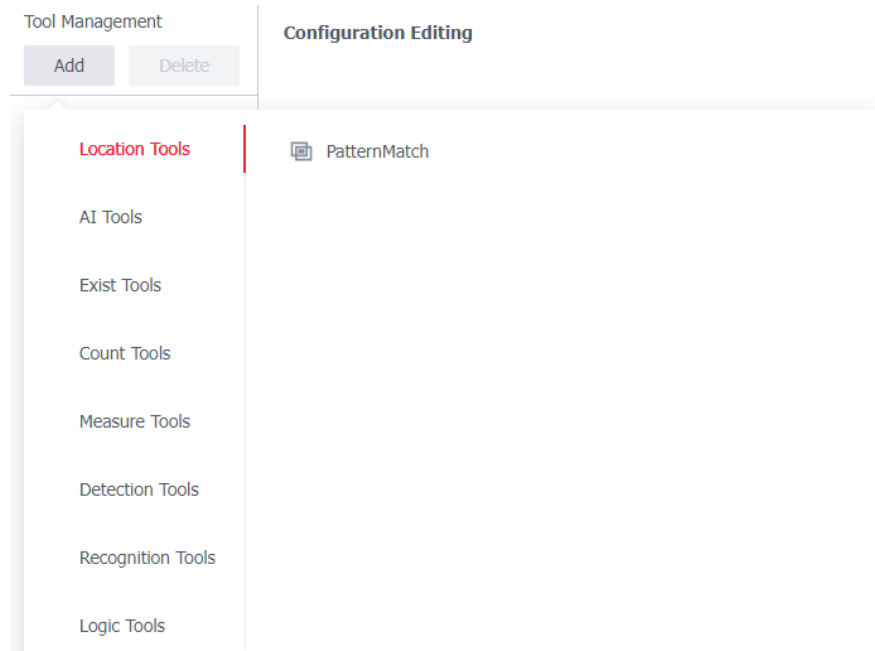 Tool Management
Add
Delete
Configuration Editing
Location Tools
AI Tools
Exist Tools
Count Tools
Measure Tools
Detection Tools
Recognition Tools
Logic Tools
PatternMatch